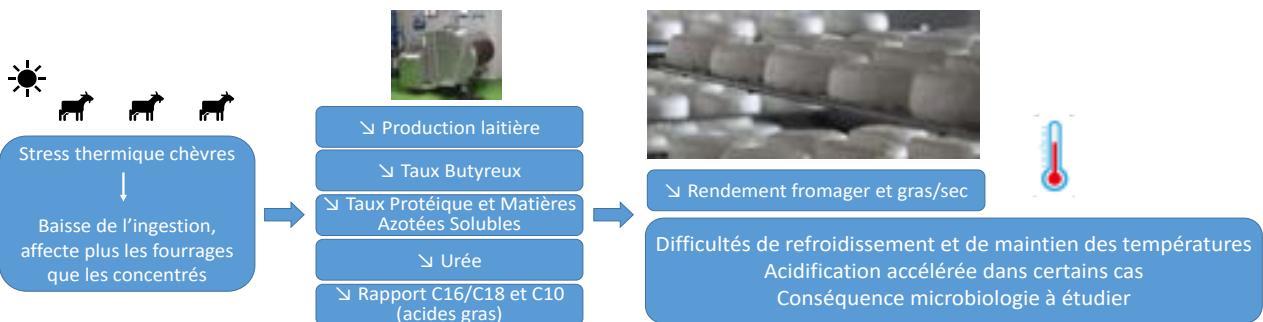 Stress thermique chèvres
Baisse de l’ingestion,
affecte plus les fourrages
que les concentrés
↘ Production laitière
↘ Taux Butyreux
↘ Taux Protéique et Matières
Azotées Solubles
↘ Urée
↘ Rapport C16/C18 et C10
(acides gras)
↘ Rendement fromager et gras/sec
Difficultés de refroidissement et de maintien des températures
Acidification accélérée dans certains cas
Conséquence microbiologie à étudier